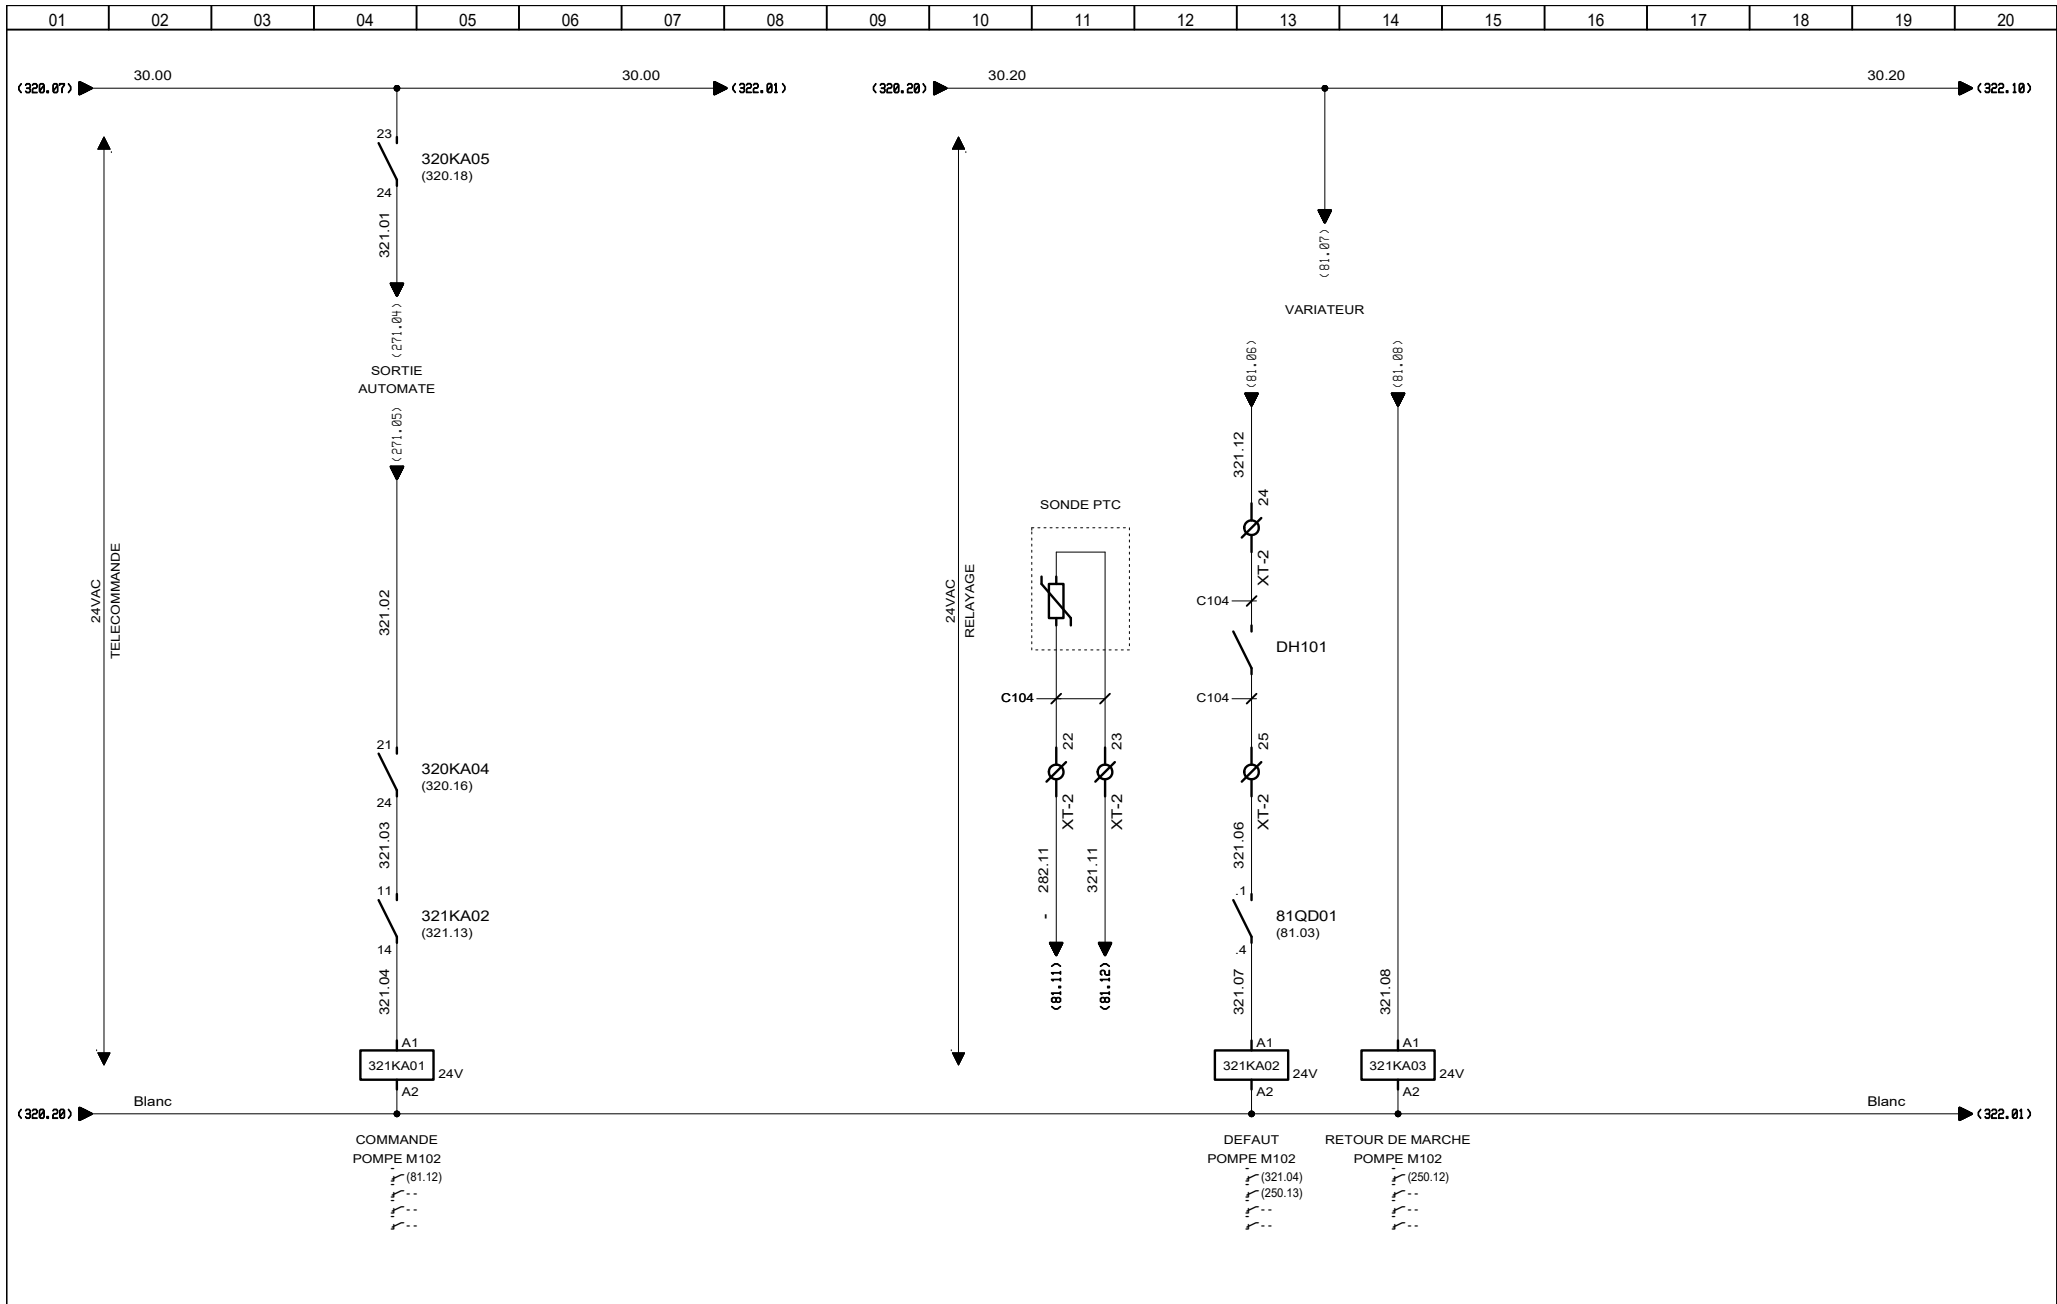 01 02 03 04 05 06 07 08 09 10 11 12 13 14 15 16 17 18 19 20
30.00 30.00 30.20 30.20
(320.07) (322.01) (320.20) (322.10)
23
320KA05
(320.18)
24
321.01
(271.04)
SORTIE
AUTOMATE
(271.05)
24VAC
TELECOMMANDE
321.02
21
320KA04
(320.16)
24
321.03
11
321KA02
(321.13)
14
321.04
A1
321KA01
24V
A2
24VAC
RELAYAGE
SONDE PTC
C104
22
23
XT-2
XT-2
282.11
-
321.11
(81.11)
(81.12)
(81.07)
VARIATEUR
(81.06)
(81.08)
321.12
24
XT-2
C104
DH101
C104
25
XT-2
321.06
.1
81QD01
(81.03)
.4
321.07
321.08
A1
321KA02
24V
A2
A1
321KA03
24V
A2
(320.20) Blanc Blanc (322.01)
COMMANDE
POMPE M102
(81.12)
--
--
--
DEFAUT
POMPE M102
(321.04)
(250.13)
--
--
RETOUR DE MARCHE
POMPE M102
(250.12)
--
--
--